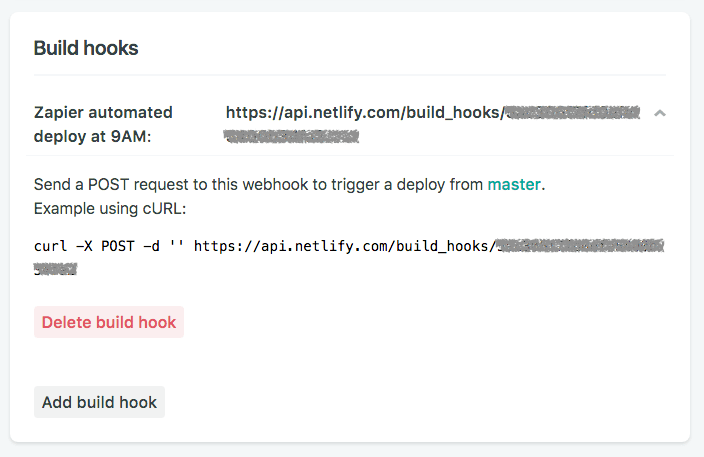 Build hooks
Zapier automated
deploy at 9AM:
https://api.netlify.com/build_hooks/
Send a POST request to this webhook to trigger a deploy from master.
Example using cURL:
curl -X POST -d '' https://api.netlify.com/build_hooks/
Delete build hook
Add build hook